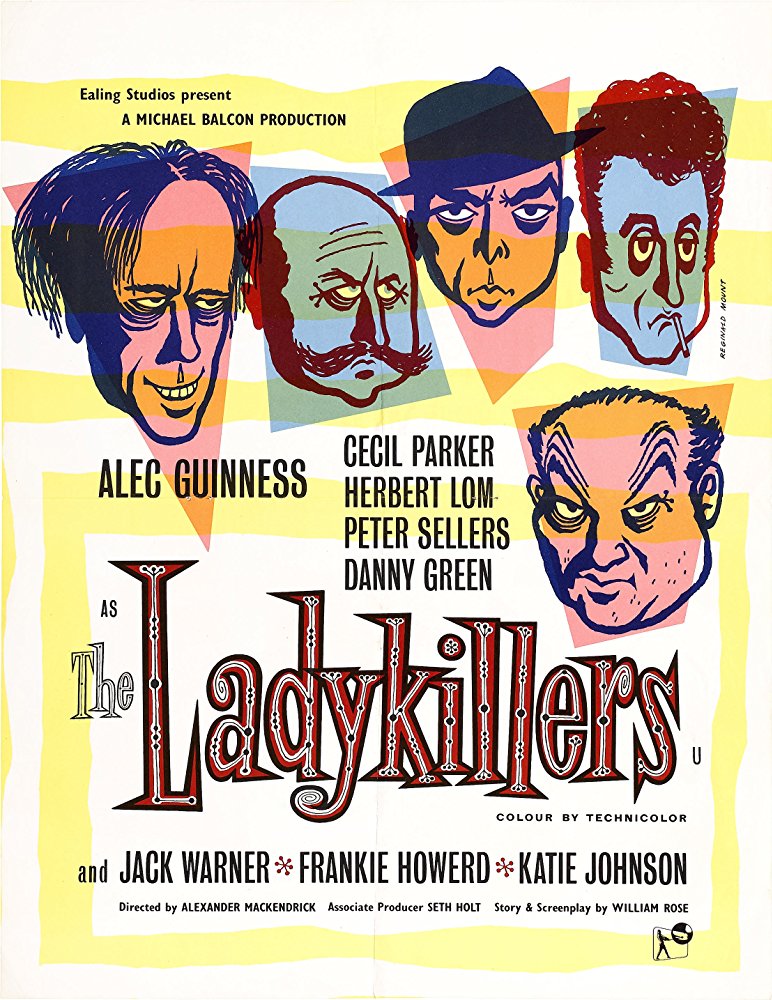 Ealing Studios present
A MICHAEL BALCON PRODUCTION
REGINALD MOUNT
ALEC GUINNESS
CECIL PARKER
HERBERT LOM
PETER SELLERS
DANNY GREEN
AS
The Ladykillers
U
COLOUR BY TECHNICOLOR
and JACK WARNER * FRANKIE HOWERD * KATIE JOHNSON
Directed by ALEXANDER MACKENDRICK Associate Producer SETH HOLT Story & Screenplay by WILLIAM ROSE